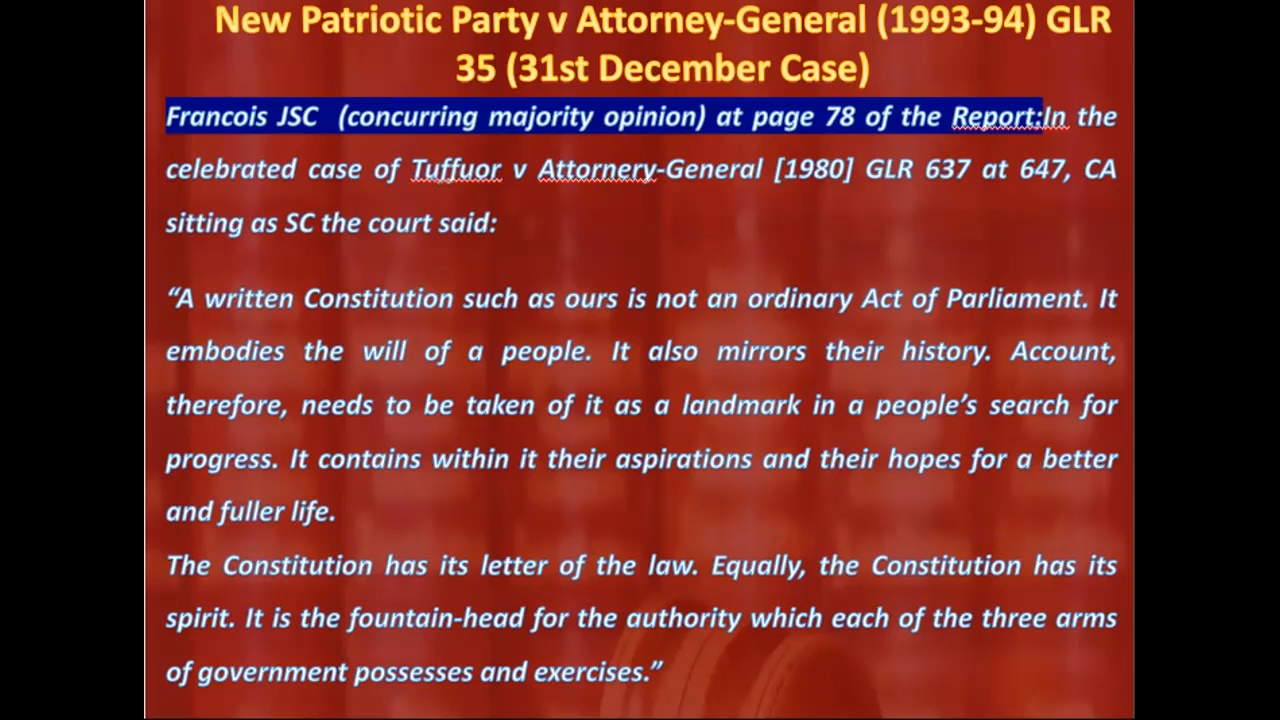 New Patriotic Party v Attorney-General (1993-94) GLR
35 (31st December Case)
Francois JSC (concurring majority opinion) at page 78 of the Report:In the
celebrated case of Tuffuor v Attornery-General [1980] GLR 637 at 647, CA
sitting as SC the court said:
“A written Constitution such as ours is not an ordinary Act of Parliament. It
embodies the will of a people. It also mirrors their history. Account,
therefore, needs to be taken of it as a landmark in a people’s search for
progress. It contains within it their aspirations and their hopes for a better
and fuller life.
The Constitution has its letter of the law. Equally, the Constitution has its
spirit. It is the fountain-head for the authority which each of the three arms
of government possesses and exercises.”